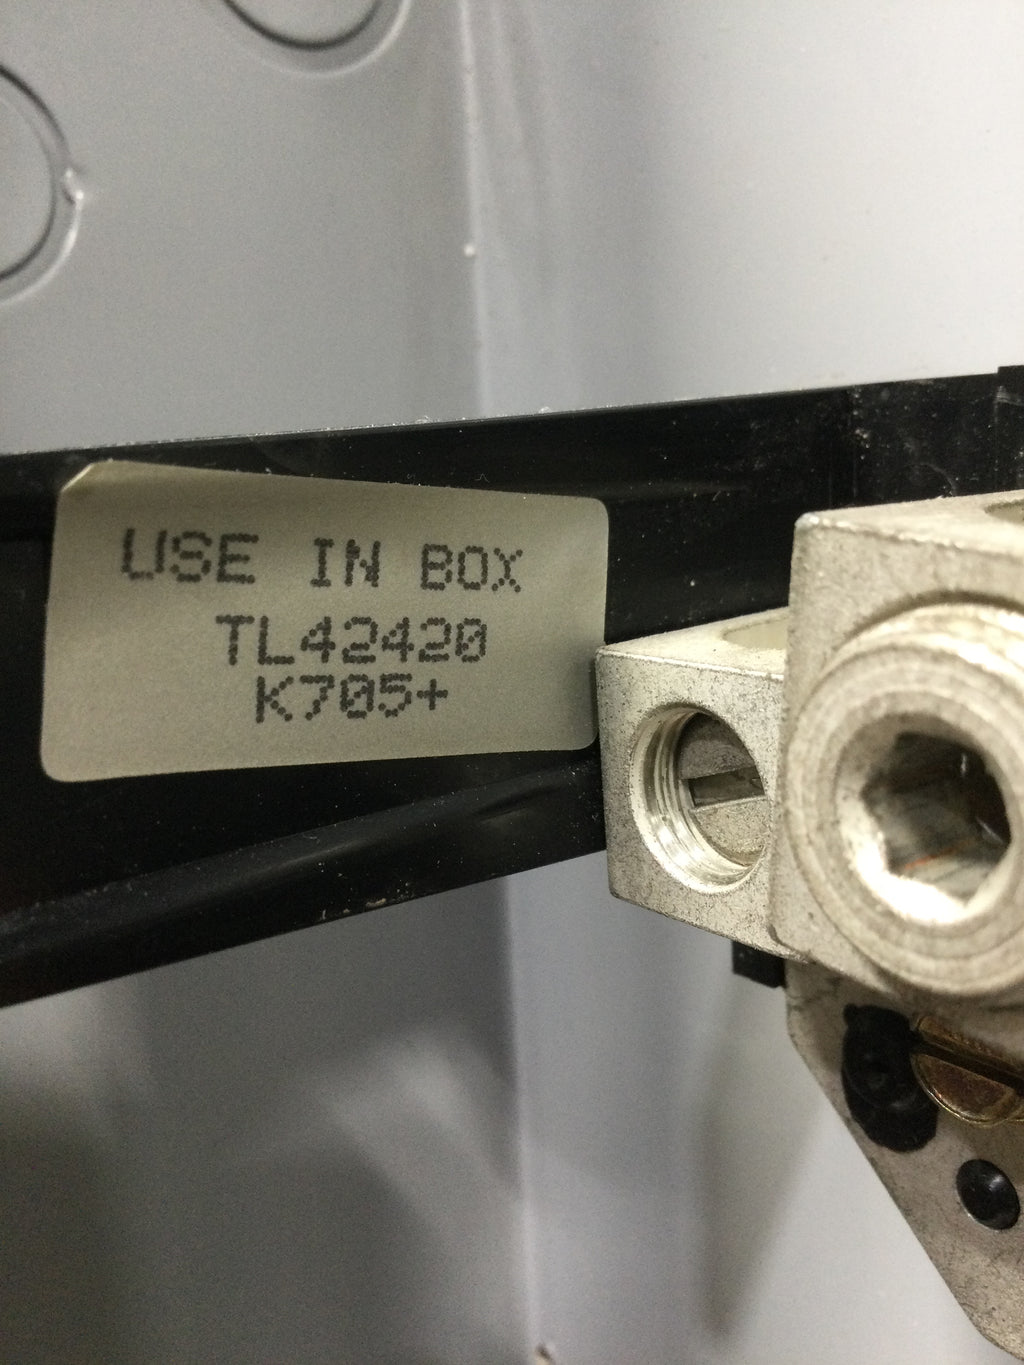 USE IN BOX
TL42420
K705+